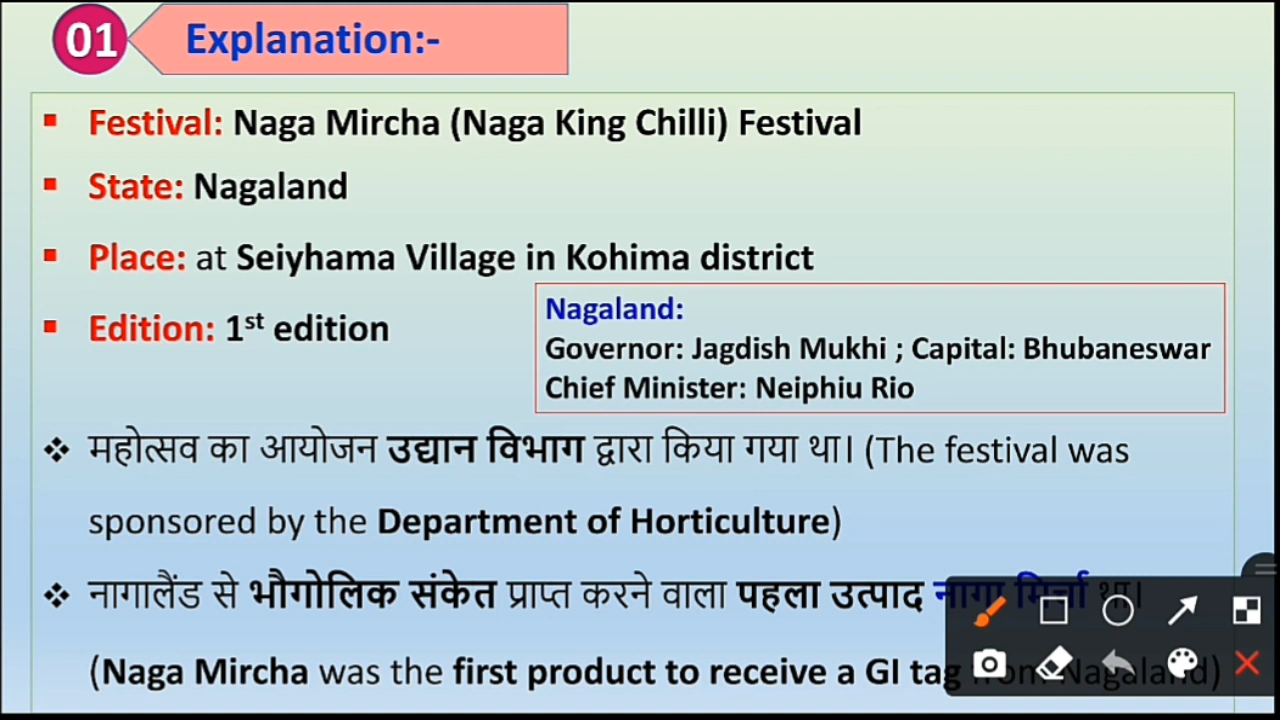 01 Explanation:-
Festival: Naga Mircha (Naga King Chilli) Festival
State: Nagaland
Place: at Seiyhama Village in Kohima district
Edition: 1st edition
Nagaland:
Governor: Jagdish Mukhi ; Capital: Bhubaneswar
Chief Minister: Neiphiu Rio
महोत्सव का आयोजन उद्यान विभाग द्वारा किया गया था। (The festival was
sponsored by the Department of Horticulture)
नागालैंड से भौगोलिक संकेत प्राप्त करने वाला पहला उत्पाद नागा मिर्चा था।
(Naga Mircha was the first product to receive a GI tag from Nagaland)